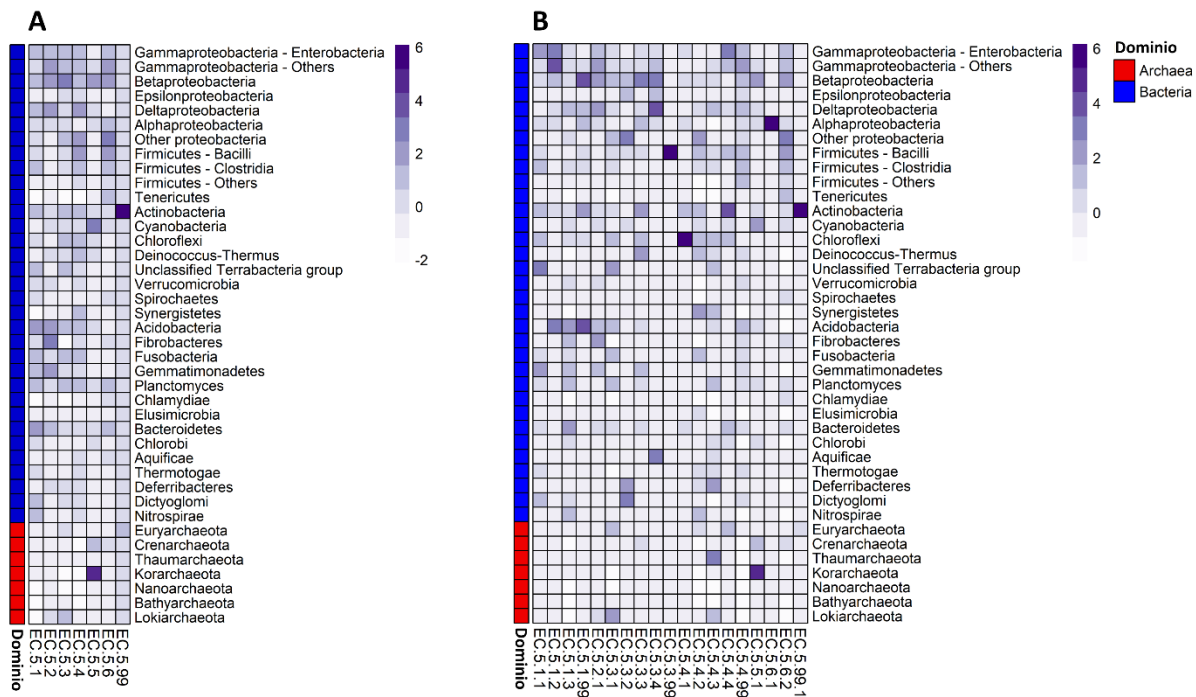 A
Gammaproteobacteria - Enterobacteria
Gammaproteobacteria - Others
Betaproteobacteria
Epsilonproteobacteria
Deltaproteobacteria
Alphaproteobacteria
Other proteobacteria
Firmicutes - Bacilli
Firmicutes - Clostridia
Firmicutes - Others
Tenericutes
Actinobacteria
Cyanobacteria
Chloroflexi
Deinococcus-Thermus
Unclassified Terrabacteria group
Verrucomicrobia
Spirochaetes
Synergistetes
Acidobacteria
Fibrobacteres
Fusobacteria
Gemmatimonadetes
Planctomyces
Chlamydiae
Elusimicrobia
Bacteroidetes
Chlorobi
Aquificae
Thermotogae
Deferribacteres
Dictyoglomi
Nitrospirae
Euryarchaeota
Crenarchaeota
Thaumarchaeota
Korarchaeota
Nanoarchaeota
Bathyarchaeota
Lokiarchaeota
6
4
2
0
-2
Dominio
EC.5.1
EC.5.2
EC.5.3
EC.5.4
EC.5.5
EC.5.6
EC.5.99
B
Gammaproteobacteria - Enterobacteria
Gammaproteobacteria - Others
Betaproteobacteria
Epsilonproteobacteria
Deltaproteobacteria
Alphaproteobacteria
Other proteobacteria
Firmicutes - Bacilli
Firmicutes - Clostridia
Firmicutes - Others
Tenericutes
Actinobacteria
Cyanobacteria
Chloroflexi
Deinococcus-Thermus
Unclassified Terrabacteria group
Verrucomicrobia
Spirochaetes
Synergistetes
Acidobacteria
Fibrobacteres
Fusobacteria
Gemmatimonadetes
Planctomyces
Chlamydiae
Elusimicrobia
Bacteroidetes
Chlorobi
Aquificae
Thermotogae
Deferribacteres
Dictyoglomi
Nitrospirae
Euryarchaeota
Crenarchaeota
Thaumarchaeota
Korarchaeota
Nanoarchaeota
Bathyarchaeota
Lokiarchaeota
6
4
2
0
Dominio
Archaea
Bacteria
Dominio
EC.5.1.1
EC.5.1.2
EC.5.1.3
EC.5.1.99
EC.5.2.1
EC.5.3.1
EC.5.3.2
EC.5.3.3
EC.5.3.4
EC.5.3.99
EC.5.4.1
EC.5.4.2
EC.5.4.3
EC.5.4.4
EC.5.4.99
EC.5.5.1
EC.5.6.1
EC.5.6.2
EC.5.99.1